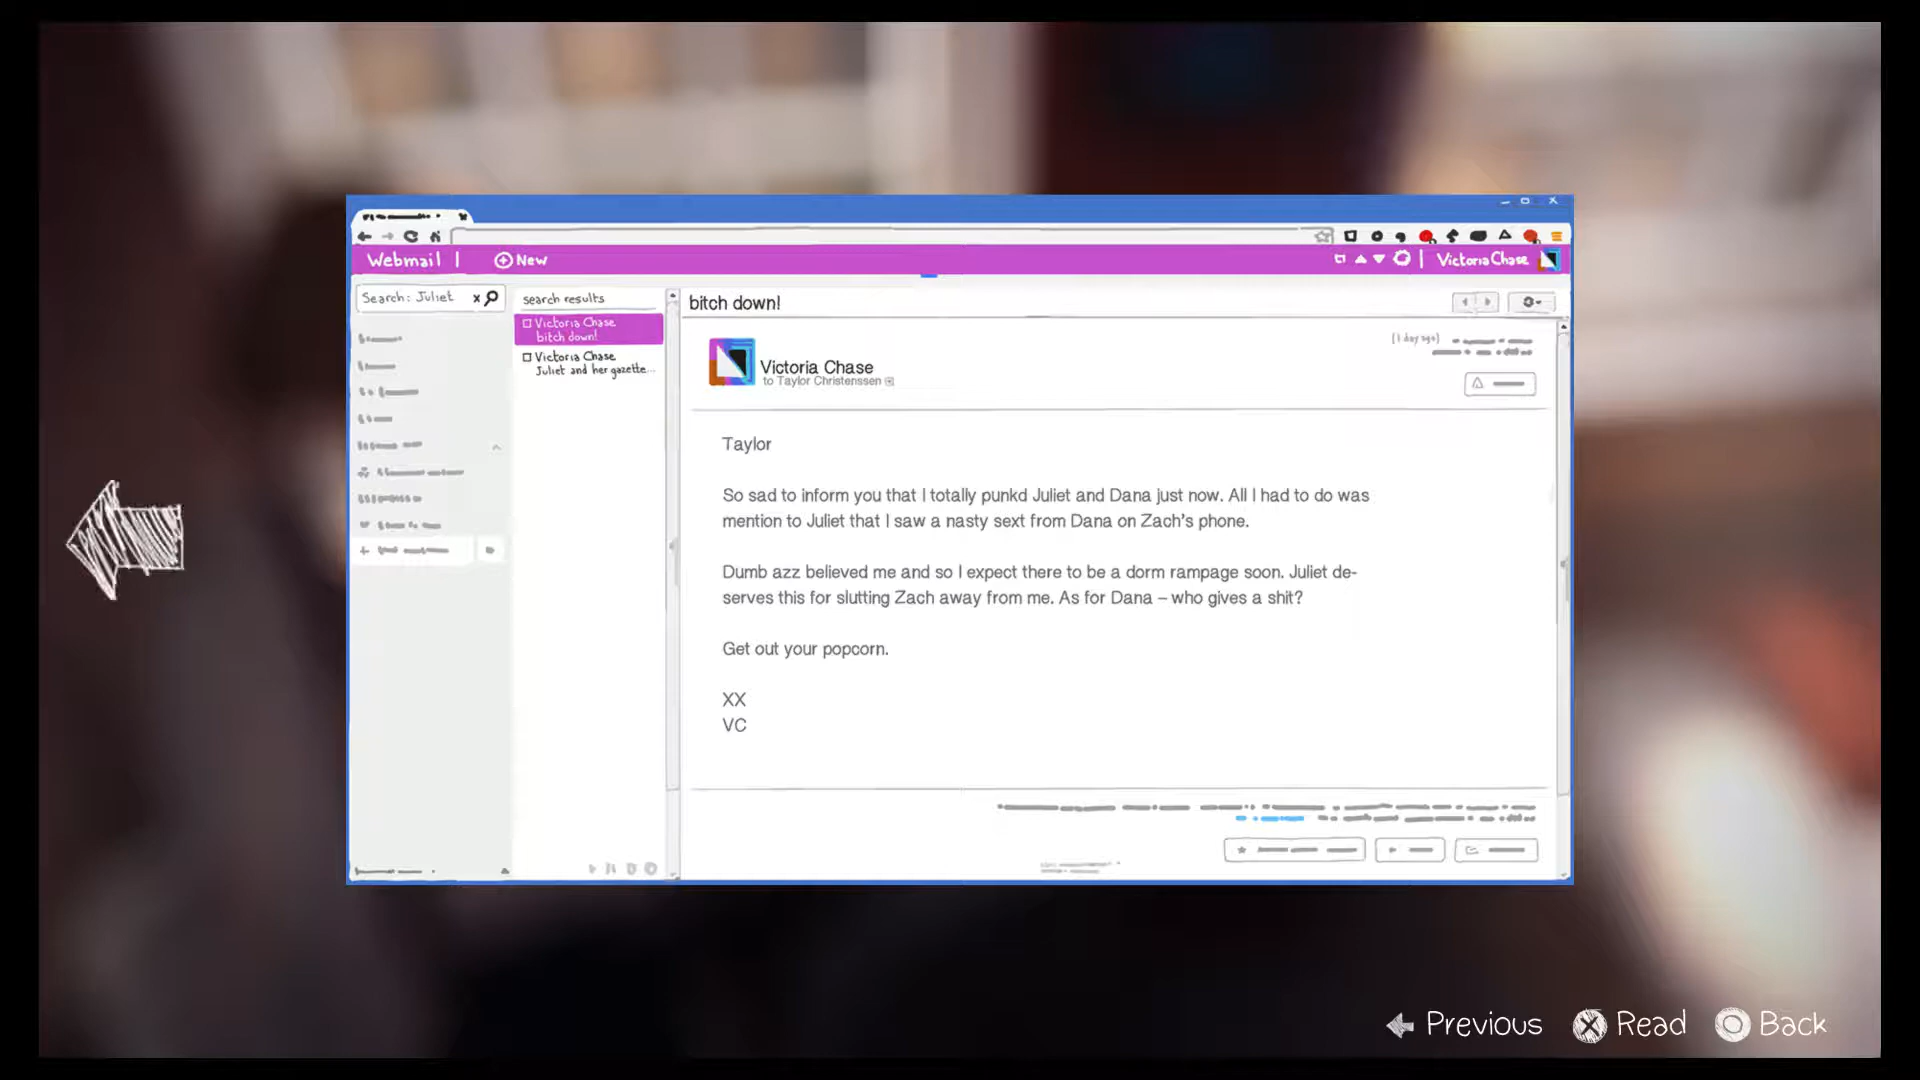 Webmail | New
Victoria Chase
Search: Juliet x
search results
Victoria Chase
bitch down!
Victoria Chase
Juliet and her gazette...
bitch down!
[1 day ago]
Victoria Chase
to Taylor Christenssen
Taylor
So sad to inform you that I totally punkd Juliet and Dana just now. All I had to do was
mention to Juliet that I saw a nasty sext from Dana on Zach's phone.
Dumb azz believed me and so I expect there to be a dorm rampage soon. Juliet de-
serves this for slutting Zach away from me. As for Dana – who gives a shit?
Get out your popcorn.
XX
VC
Previous
Read
Back